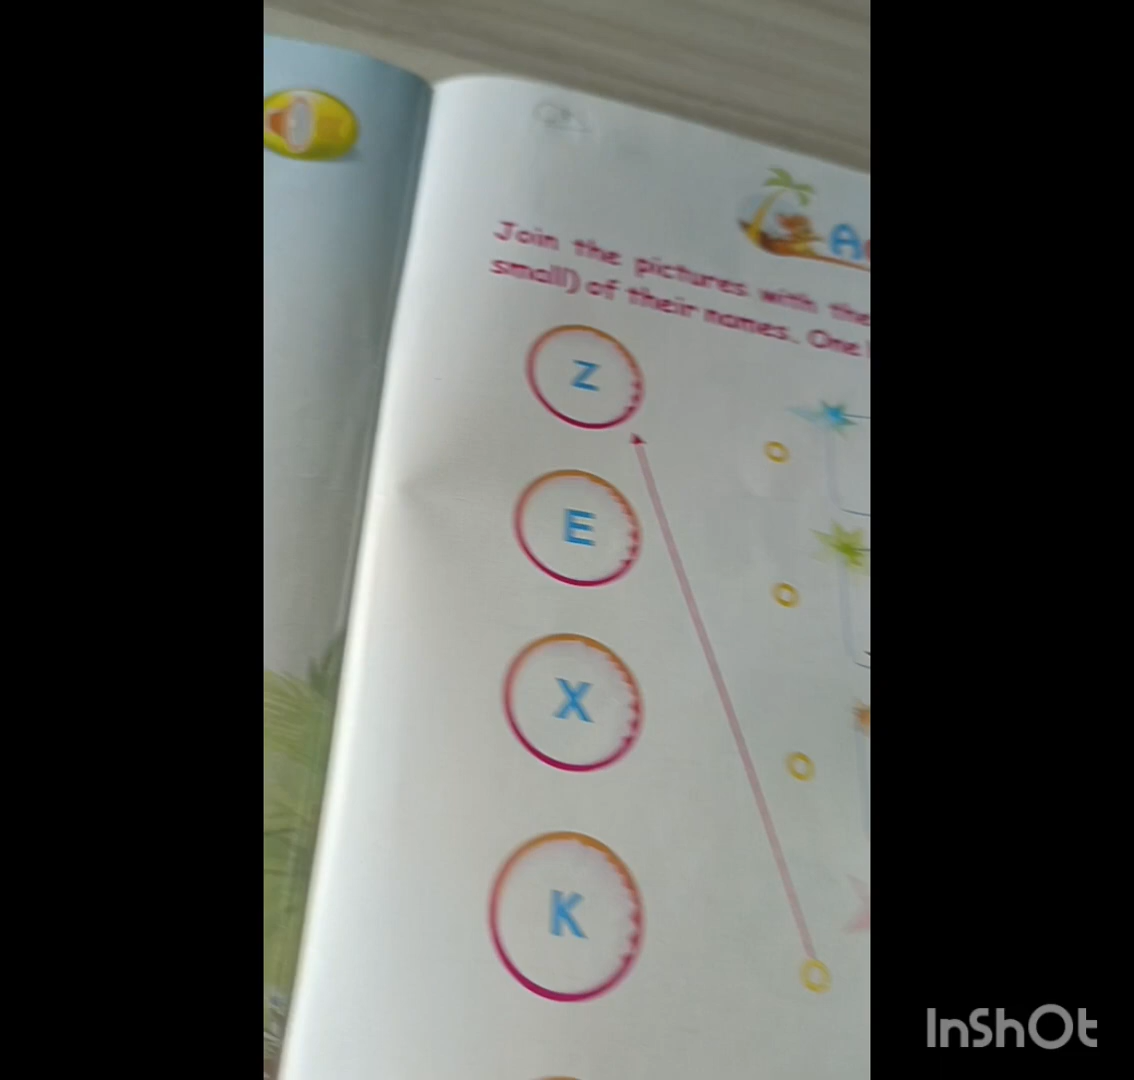 Join the pictures with the
small) of their names. One
Z
E
X
K
InShOt